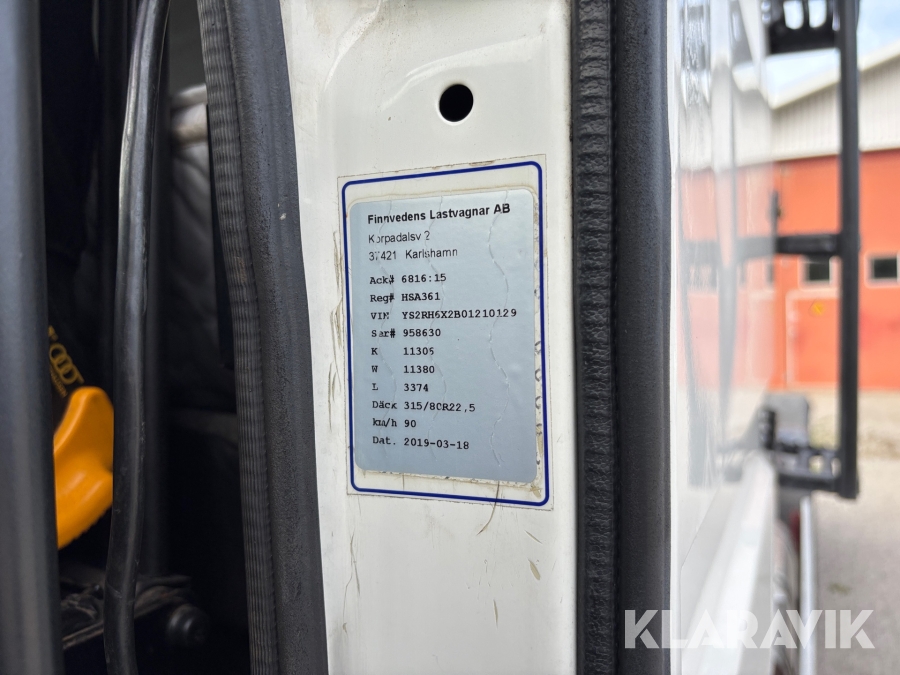 Finnvedens Lastvagnar AB
Korpadalsv 2
37421 Karlshamn
Ack# 6816:15
Reg# HSA361
VIN YS2RH6X2B01210129
Ser# 958630
K 11305
W 11380
L 3374
Däck 315/80R22,5
km/h 90
Dat. 2019-03-18
KLARAVIK